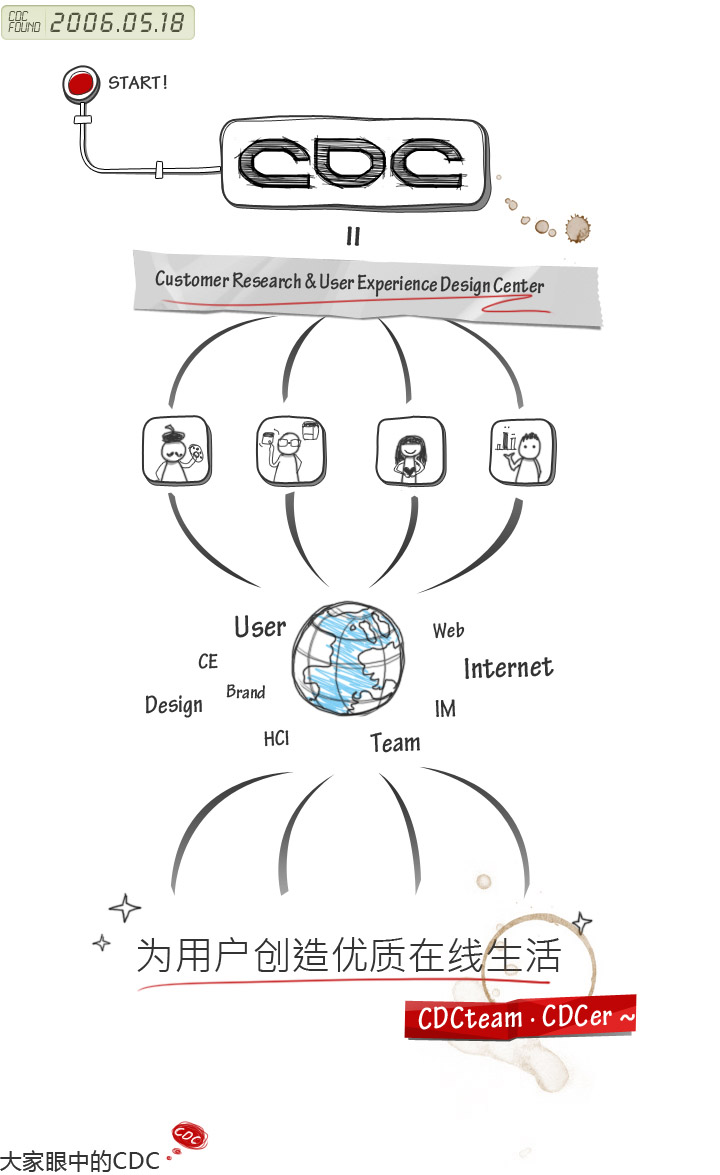 CDC
FOUND 2006.05.18
START!
CDC
=
Customer Research & User Experience Design Center
User
Web
CE
Internet
Brand
Design
IM
HCI
Team
为用户创造优质在线生活
CDCteam · CDCer ~
CDC
大家眼中的CDC